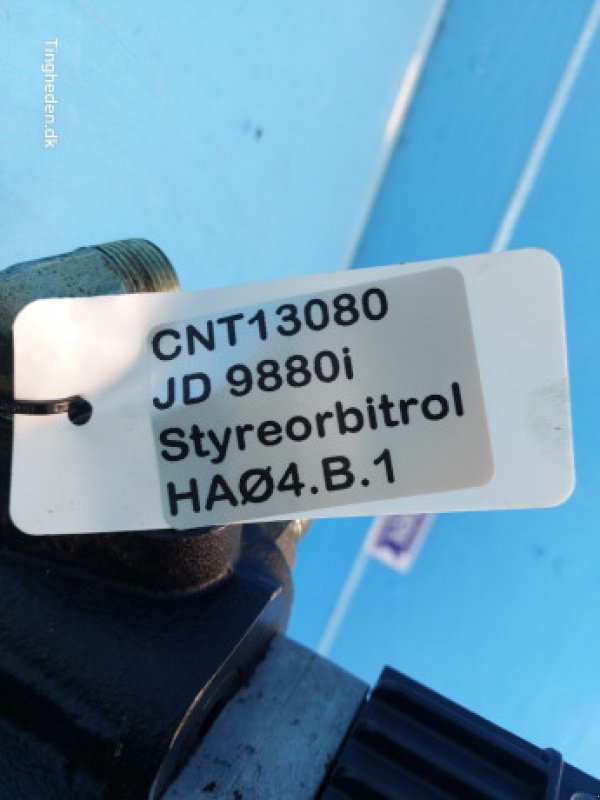 Tingheden.dk
CNT13080
JD 9880i
Styreorbitrol
HAØ4.B.1